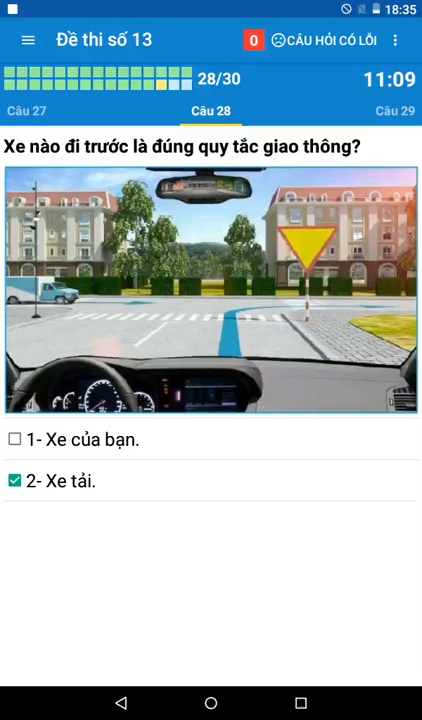 18:35
Đề thi số 13
0
CÂU HỎI CÓ LỖI
28/30
11:09
Câu 27
Câu 28
Câu 29
Xe nào đi trước là đúng quy tắc giao thông?
1- Xe của bạn.
2- Xe tải.